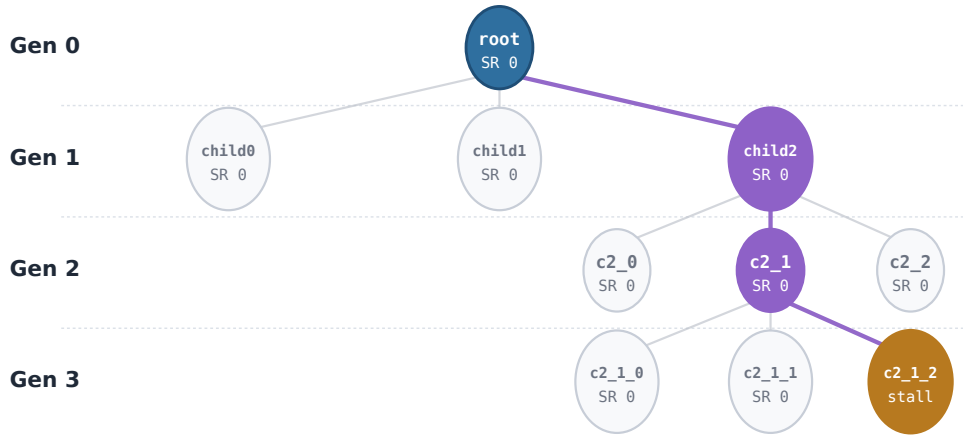 Gen 0
root
SR 0
Gen 1
child0
SR 0
child1
SR 0
child2
SR 0
Gen 2
c2_0
SR 0
c2_1
SR 0
c2_2
SR 0
Gen 3
c2_1_0
SR 0
c2_1_1
SR 0
c2_1_2
stall